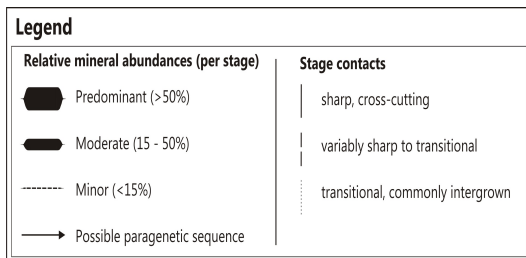 Legend
Relative mineral abundances (per stage)
Predominant (>50%)
Moderate (15 - 50%)
Minor (<15%)
Possible paragenetic sequence
Stage contacts
sharp, cross-cutting
variably sharp to transitional
transitional, commonly intergrown